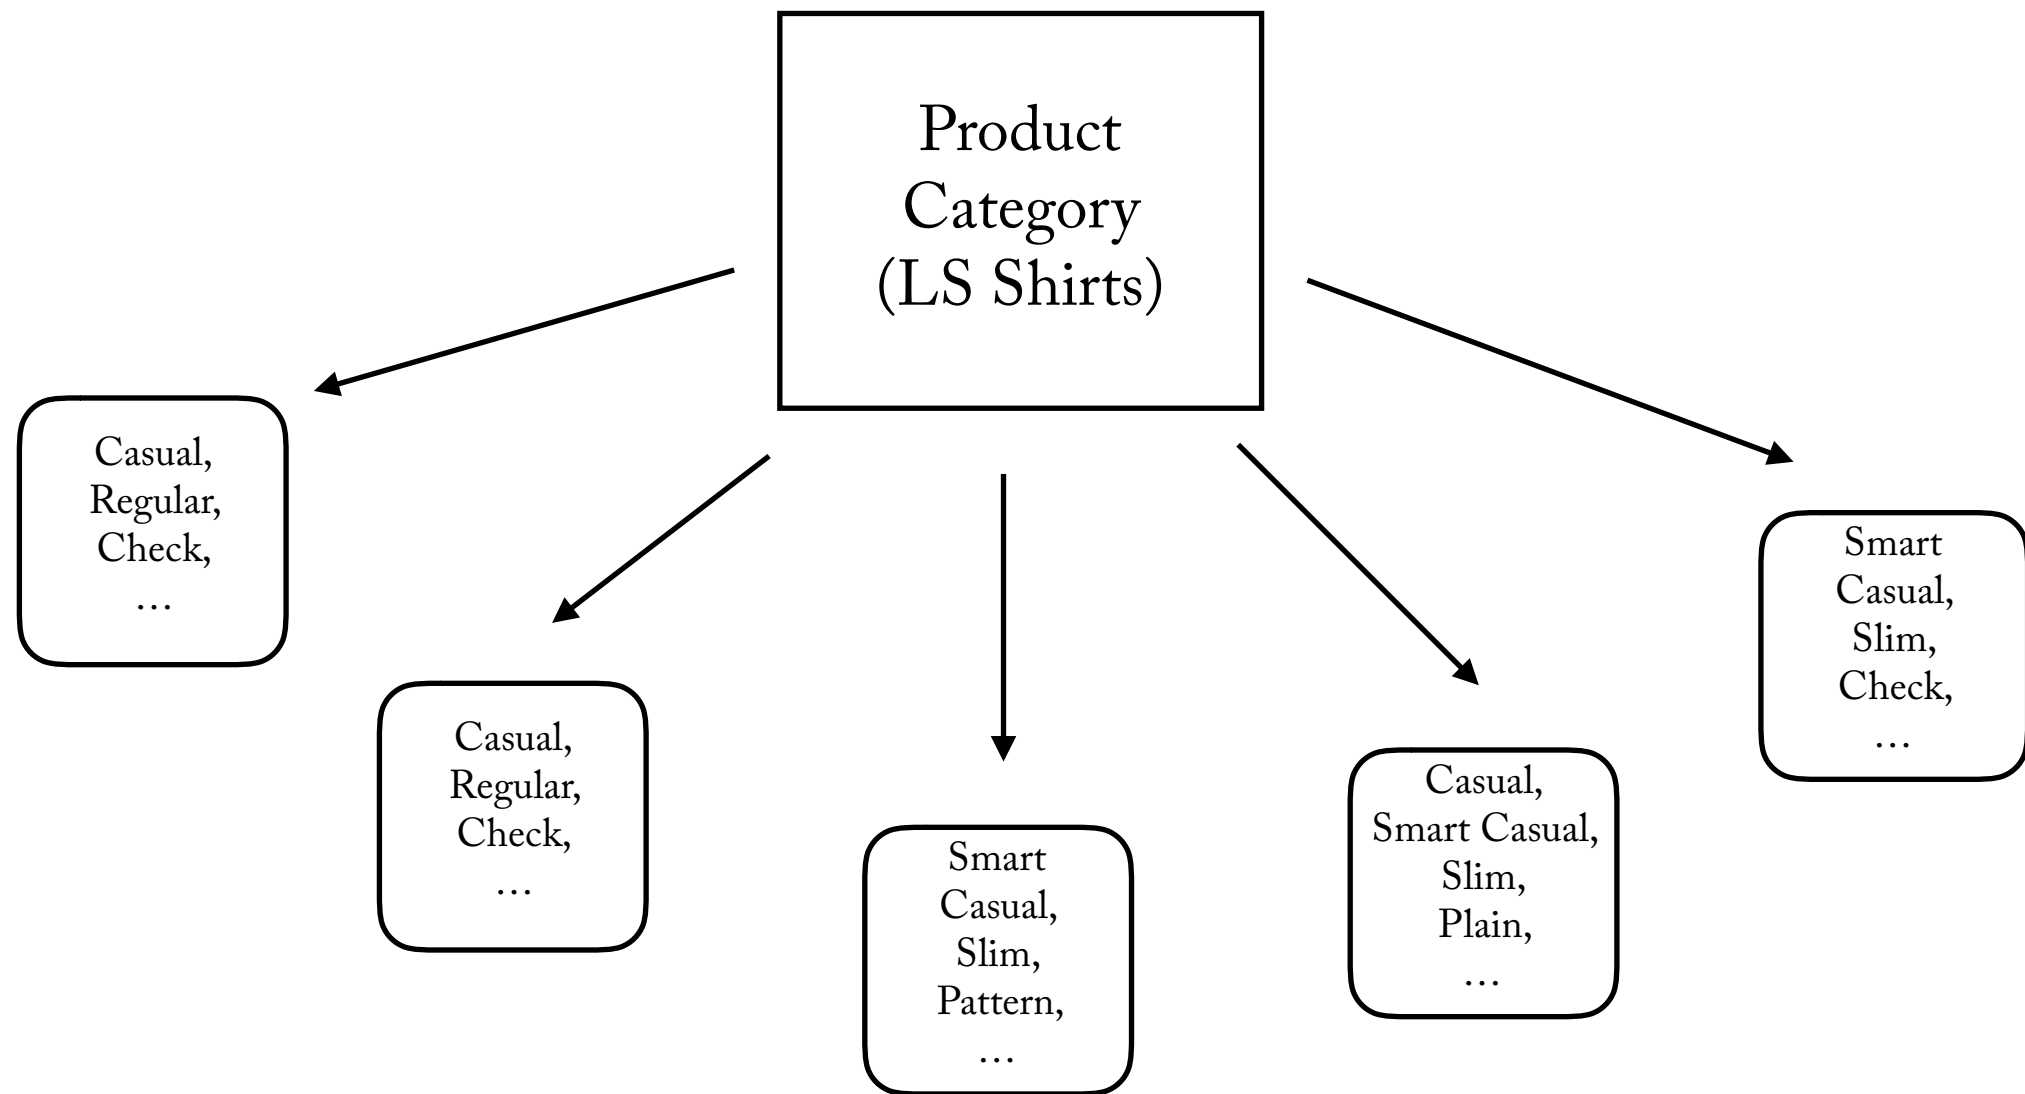 Product
Category
(LS Shirts)
Casual,
Regular,
Check,
…
Casual,
Regular,
Check,
…
Smart
Casual,
Slim,
Pattern,
…
Casual,
Smart Casual,
Slim,
Plain,
…
Smart
Casual,
Slim,
Check,
…